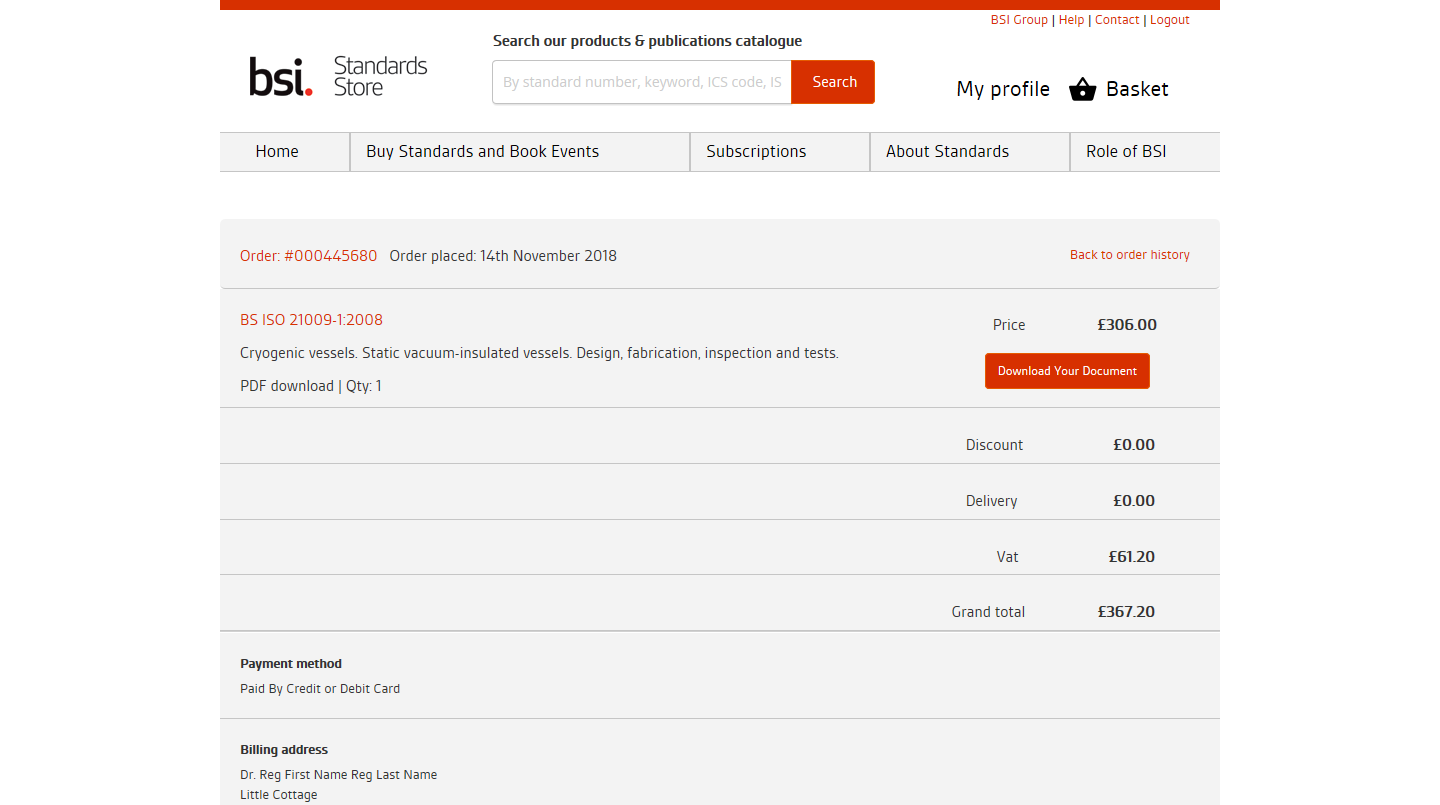 BSI Group | Help | Contact | Logout
Search our products & publications catalogue
bsi. Standards Store
By standard number, keyword, ICS code, IS
Search
My profile
Basket
Home
Buy Standards and Book Events
Subscriptions
About Standards
Role of BSI
Order: #000445680 Order placed: 14th November 2018
Back to order history
BS ISO 21009-1:2008
Price £306.00
Cryogenic vessels. Static vacuum-insulated vessels. Design, fabrication, inspection and tests.
Download Your Document
PDF download | Qty: 1
Discount £0.00
Delivery £0.00
Vat £61.20
Grand total £367.20
Payment method
Paid By Credit or Debit Card
Billing address
Dr. Reg First Name Reg Last Name
Little Cottage